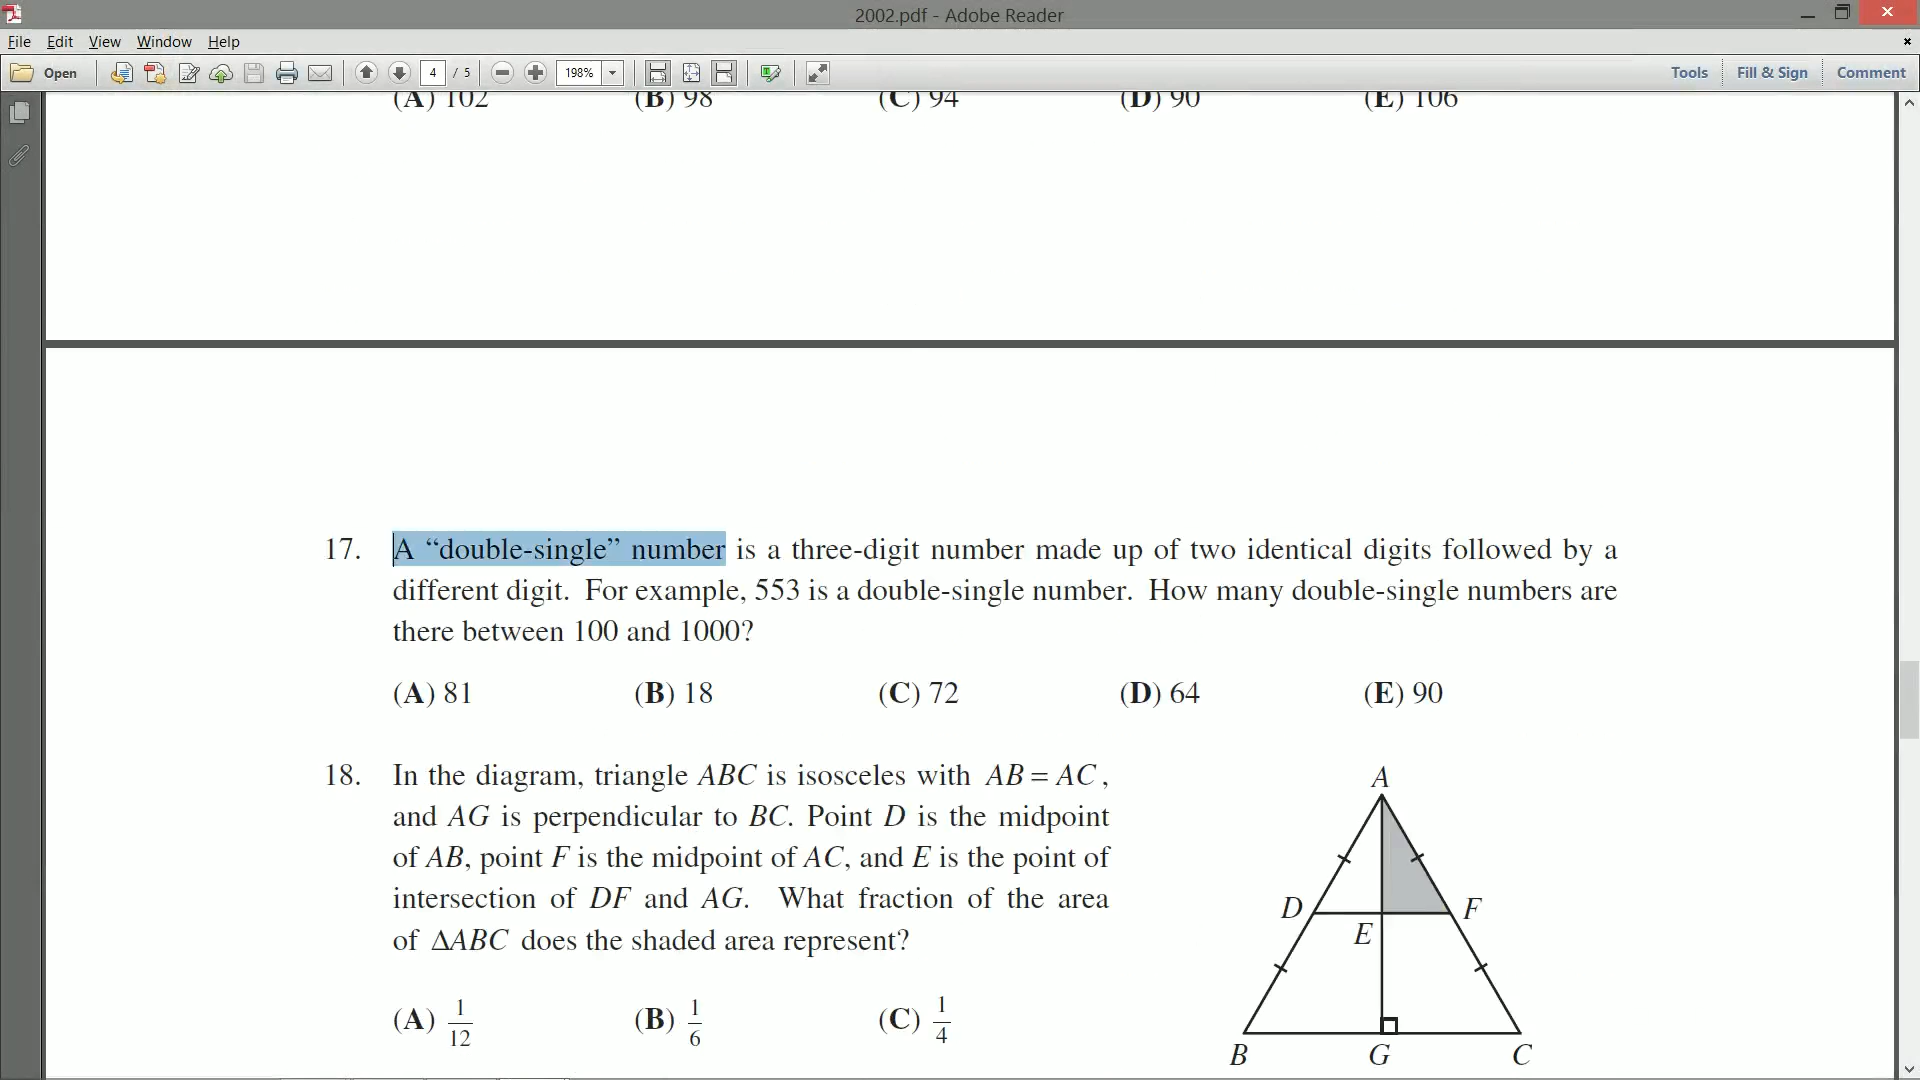 2002.pdf - Adobe Reader
File Edit View Window Help
Open 4 / 5 198% Tools Fill & Sign Comment
(A) 102 (B) 98 (C) 94 (D) 90 (E) 106
17. A “double-single” number is a three-digit number made up of two identical digits followed by a
different digit. For example, 553 is a double-single number. How many double-single numbers are
there between 100 and 1000?
(A) 81 (B) 18 (C) 72 (D) 64 (E) 90
18. In the diagram, triangle ABC is isosceles with AB = AC,
and AG is perpendicular to BC. Point D is the midpoint
of AB, point F is the midpoint of AC, and E is the point of
intersection of DF and AG. What fraction of the area
of ΔABC does the shaded area represent?
(A) 1/12 (B) 1/6 (C) 1/4
A
D F
E
B G C